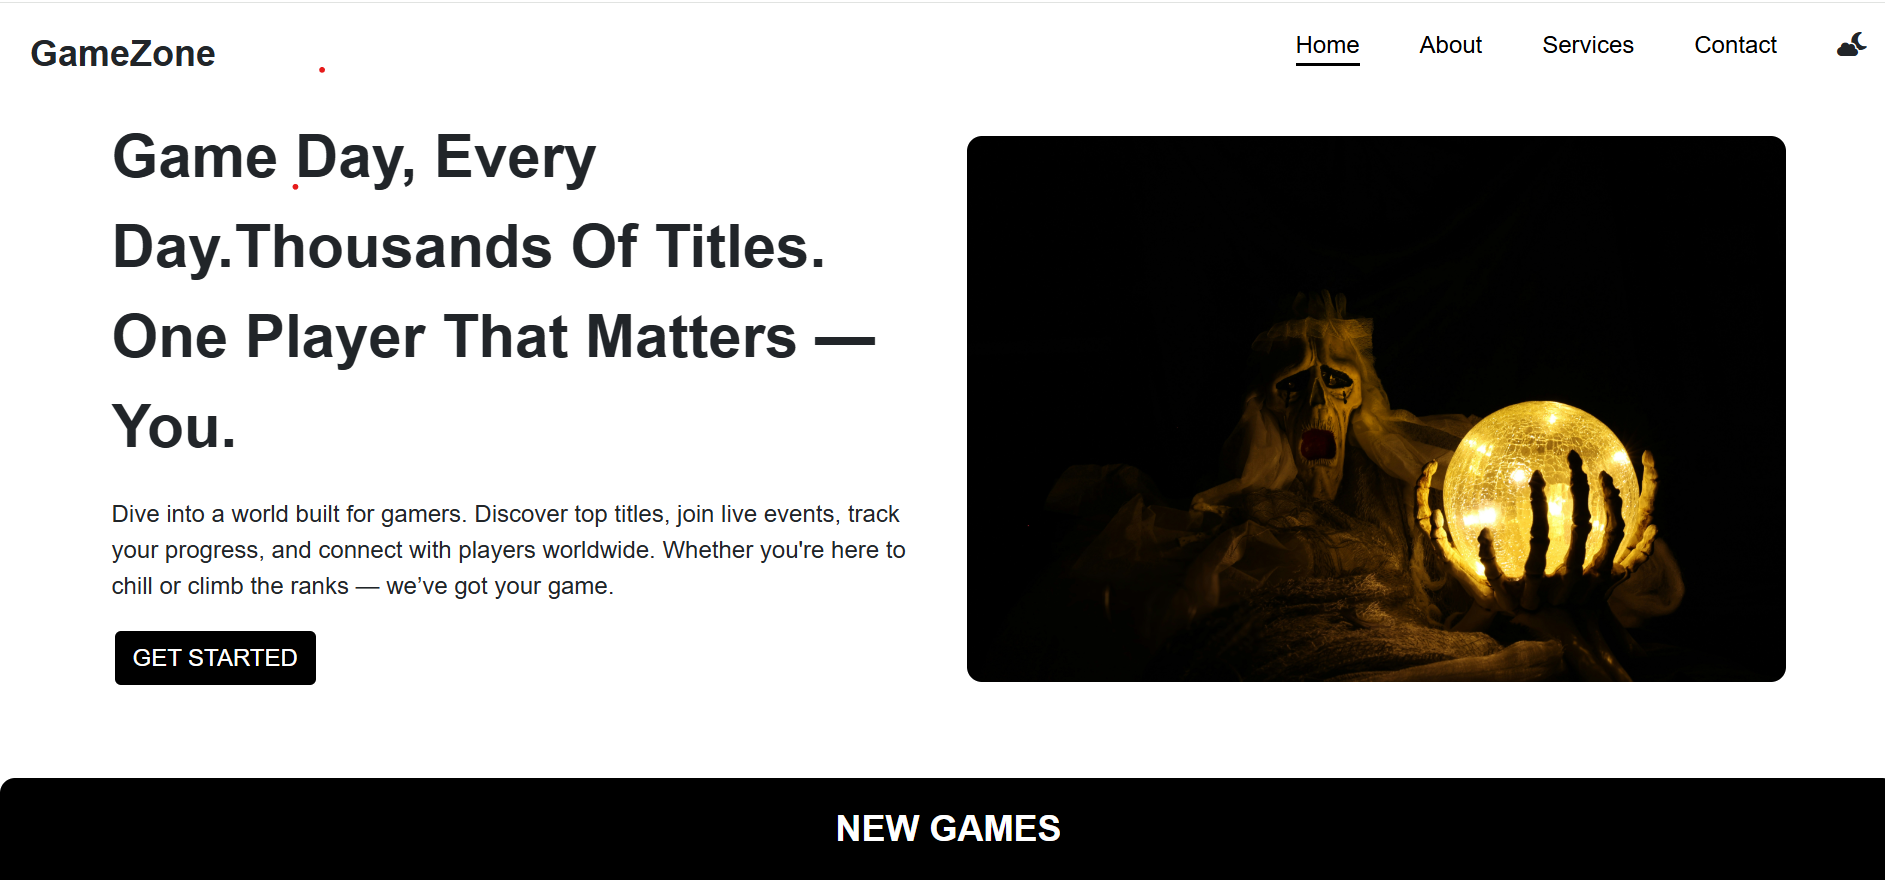 GameZone
Home About Services Contact
Game Day, Every
Day.Thousands Of Titles.
One Player That Matters —
You.
Dive into a world built for gamers. Discover top titles, join live events, track
your progress, and connect with players worldwide. Whether you're here to
chill or climb the ranks — we’ve got your game.
GET STARTED
NEW GAMES